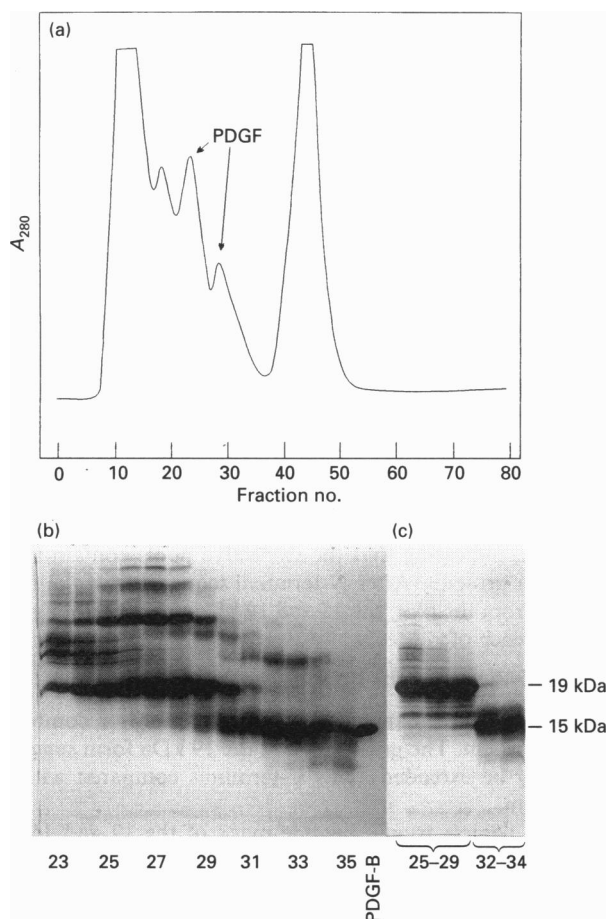 (a)
PDGF
A280
0 10 20 30 40 50 60 70 80
Fraction no.
(b) (c)
19 kDa
15 kDa
23 25 27 29 31 33 35 PDGF-B 25–29 32–34